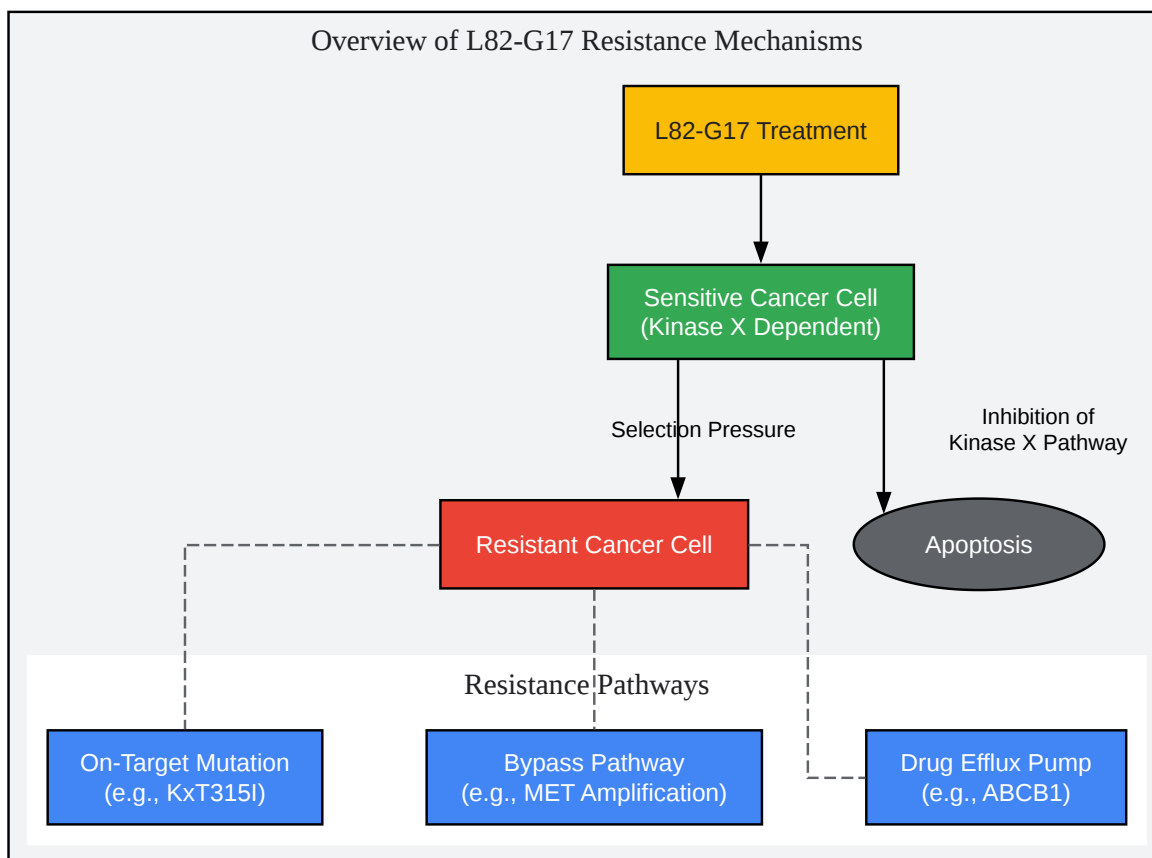 Overview of L82-G17 Resistance Mechanisms
L82-G17 Treatment
Sensitive Cancer Cell
(Kinase X Dependent)
Selection Pressure
Inhibition of
Kinase X Pathway
Resistant Cancer Cell
Apoptosis
Resistance Pathways
On-Target Mutation
(e.g., KxT315I)
Bypass Pathway
(e.g., MET Amplification)
Drug Efflux Pump
(e.g., ABCB1)